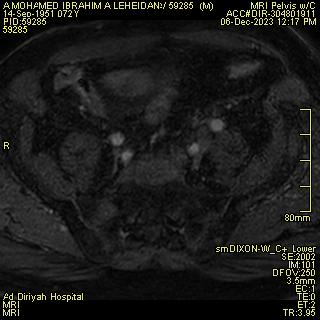 A MOHAMED IBRAHIM A LEHEIDAN:/ 59285 (M)
14-Sep-1951 072Y
PID:59285
59285
MRI Pelvis w/C
ACC#DIR-304801911
06-Dec-2023 12:17 PM
R
80mm
smDIXON-W_C+ Lower
SE:2002
IM:101
DFOV:250
3.5mm
EC:1
TE:0
ET:2
TR:3.95
Ad Diriyah Hospital
MRI
MRI